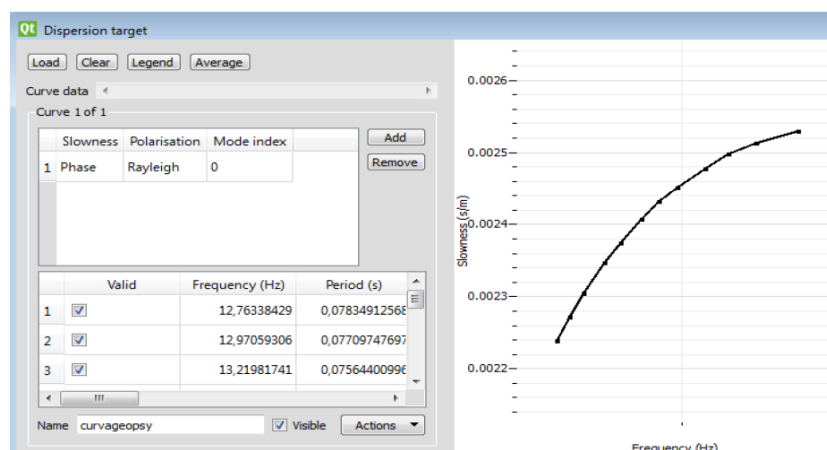 Qt Dispersion target
Load Clear Legend Average
Curve data
Curve 1 of 1
Slowness Polarisation Mode index
1 Phase Rayleigh 0
Add
Remove
Valid Frequency (Hz) Period (s)
1 12,76338429 0,07834912568
2 12,97059306 0,07709747697
3 13,21981741 0,07564400996
Name curvageopsy Visible Actions
0.0026
0.0025
0.0024
0.0023
0.0022
Slowness (s/m)
Frequency (Hz)